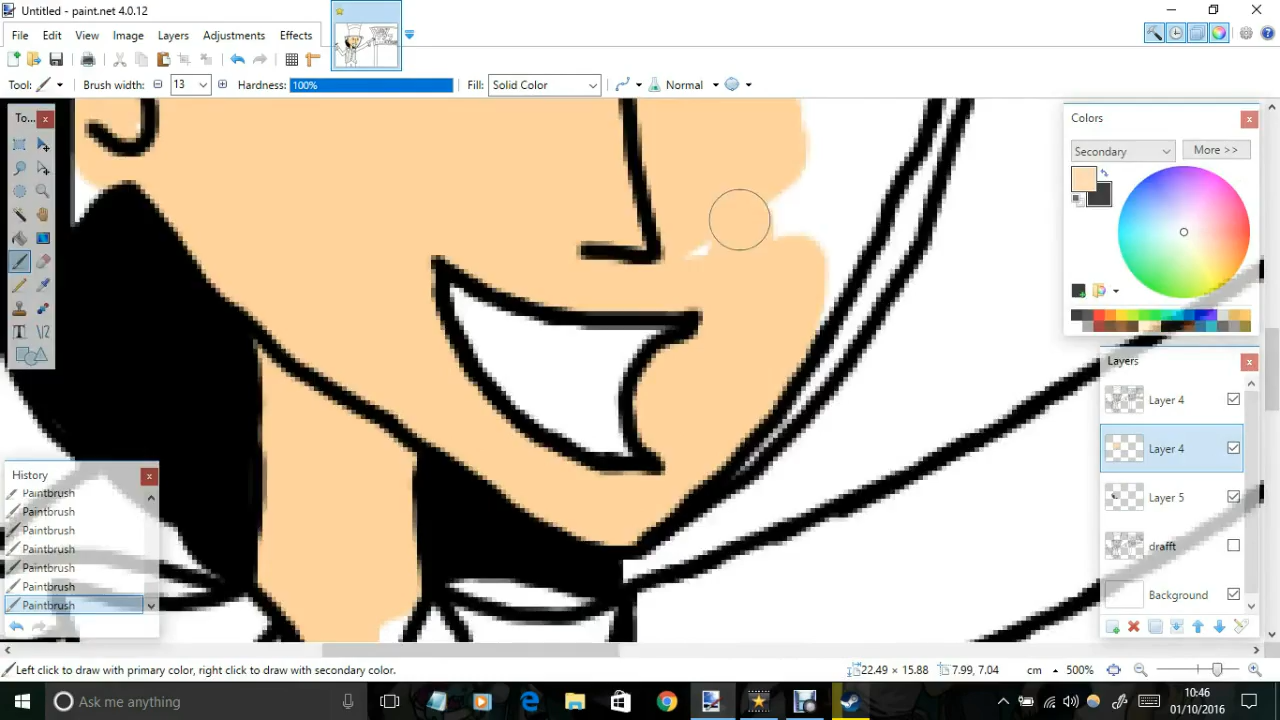 Untitled - paint.net 4.0.12
File Edit View Image Layers Adjustments Effects
Tool: Brush width: 13 Hardness: 100% Fill: Solid Color Normal
To...
Colors
Secondary More >>
Layers
Layer 4
Layer 4
Layer 5
drafft
Background
History
Paintbrush
Paintbrush
Paintbrush
Paintbrush
Paintbrush
Paintbrush
Paintbrush
Left click to draw with primary color, right click to draw with secondary color. 22.49 × 15.88 7.99, 7.04 cm 500%
Ask me anything
10:46
01/10/2016